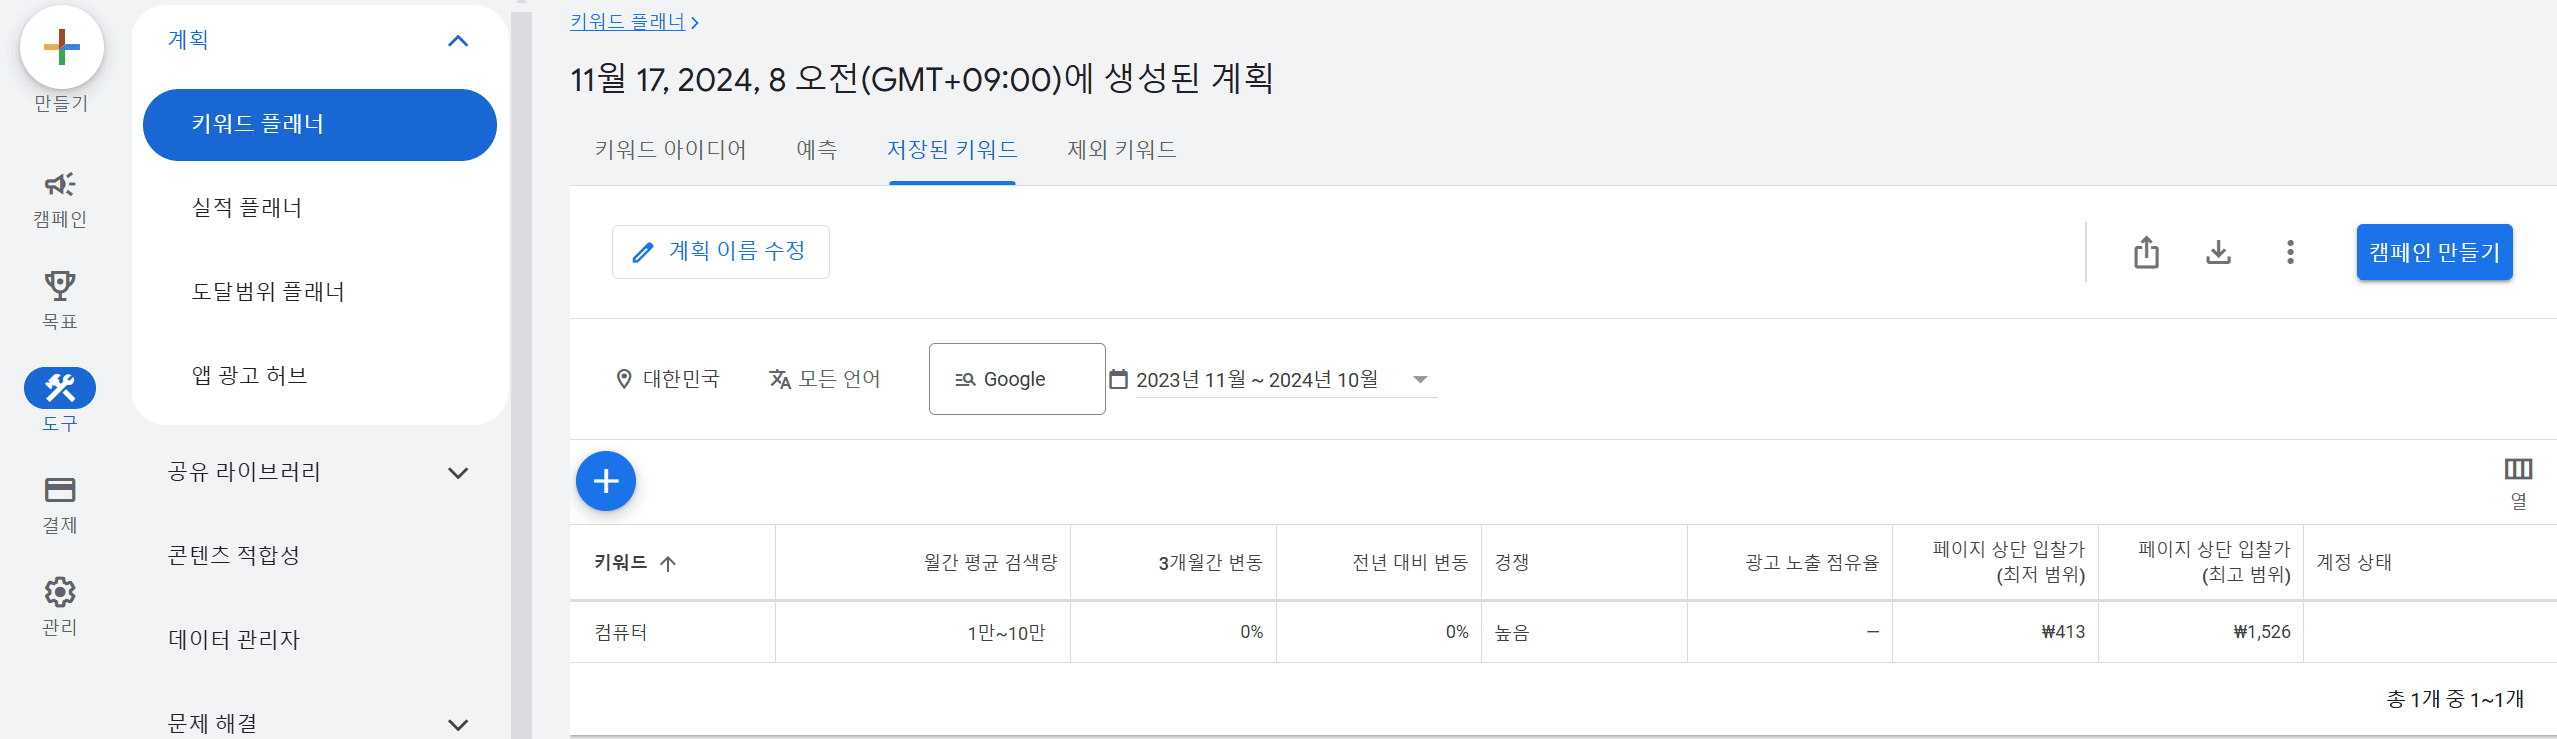 만들기
캠페인
목표
도구
결제
관리
계획
키워드 플래너
실적 플래너
도달범위 플래너
앱 광고 허브
공유 라이브러리
콘텐츠 적합성
데이터 관리자
문제 해결
키워드 플래너
11월 17, 2024, 8 오전(GMT+09:00)에 생성된 계획
키워드 아이디어 예측 저장된 키워드 제외 키워드
계획 이름 수정 캠페인 만들기
대한민국 모든 언어 Google 2023년 11월 ~ 2024년 10월
열
키워드 월간 평균 검색량 3개월간 변동 전년 대비 변동 경쟁 광고 노출 점유율 페이지 상단 입찰가 (최저 범위) 페이지 상단 입찰가 (최고 범위) 계정 상태
컴퓨터 1만~10만 0% 0% 높음 – ₩413 ₩1,526
총 1개 중 1~1개